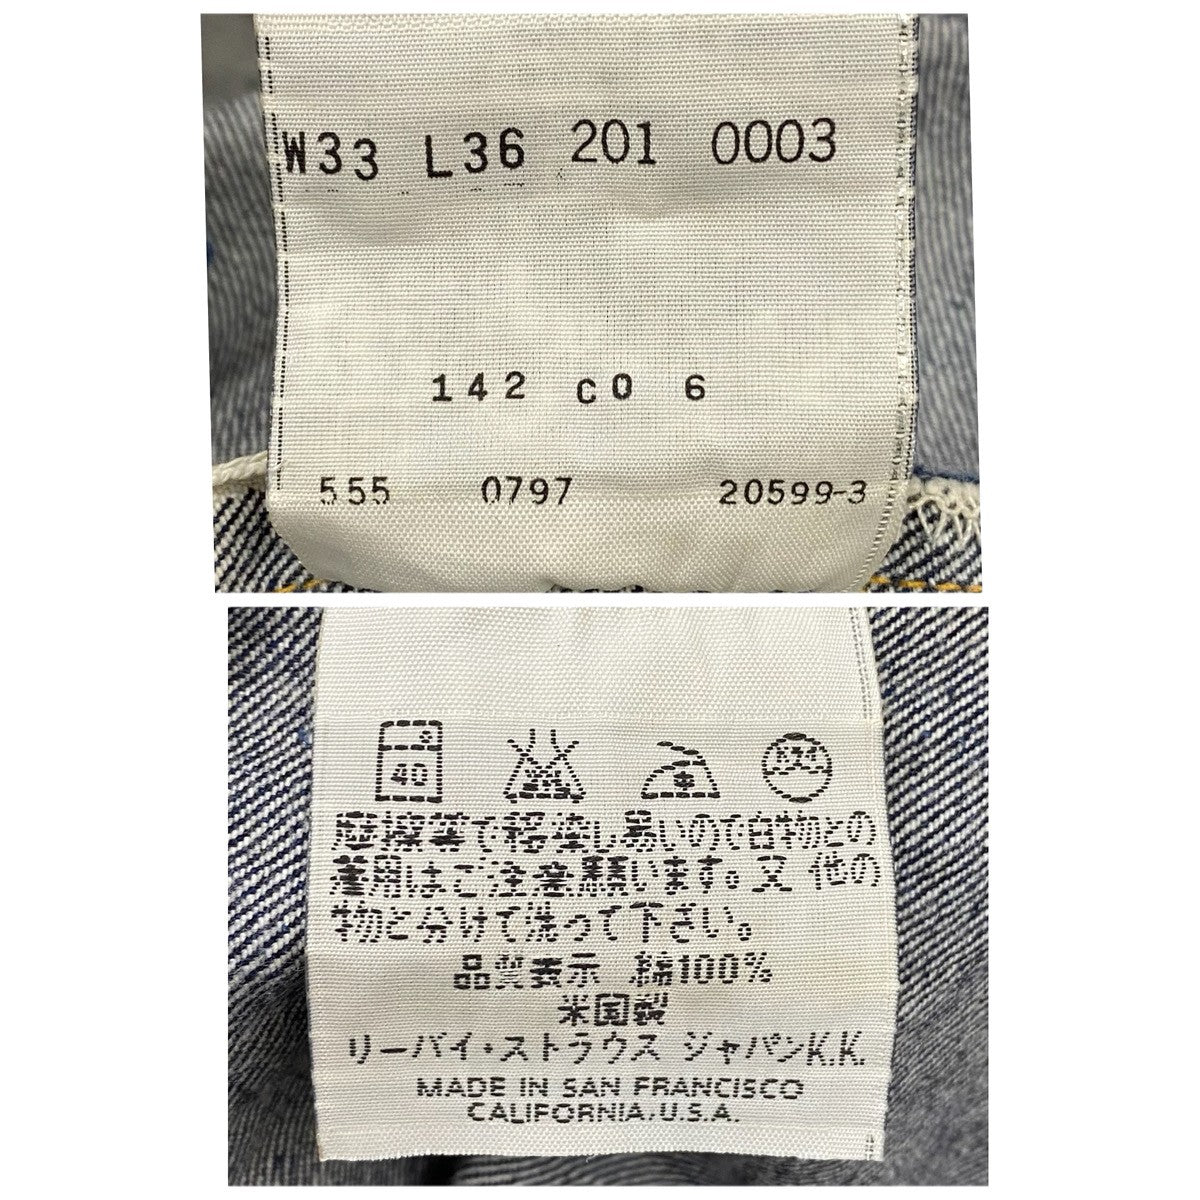 W33 L36 201 0003
142 C0 6
555 0797 20599-3
40
摩擦等で移染し易いので白物との
着用はご注意願います。又 他の
物と分けて洗って下さい。
品質表示 綿100%
米国製
リーバイ・ストラウス ジャパンK.K.
MADE IN SAN FRANCISCO
CALIFORNIA.U.S.A.